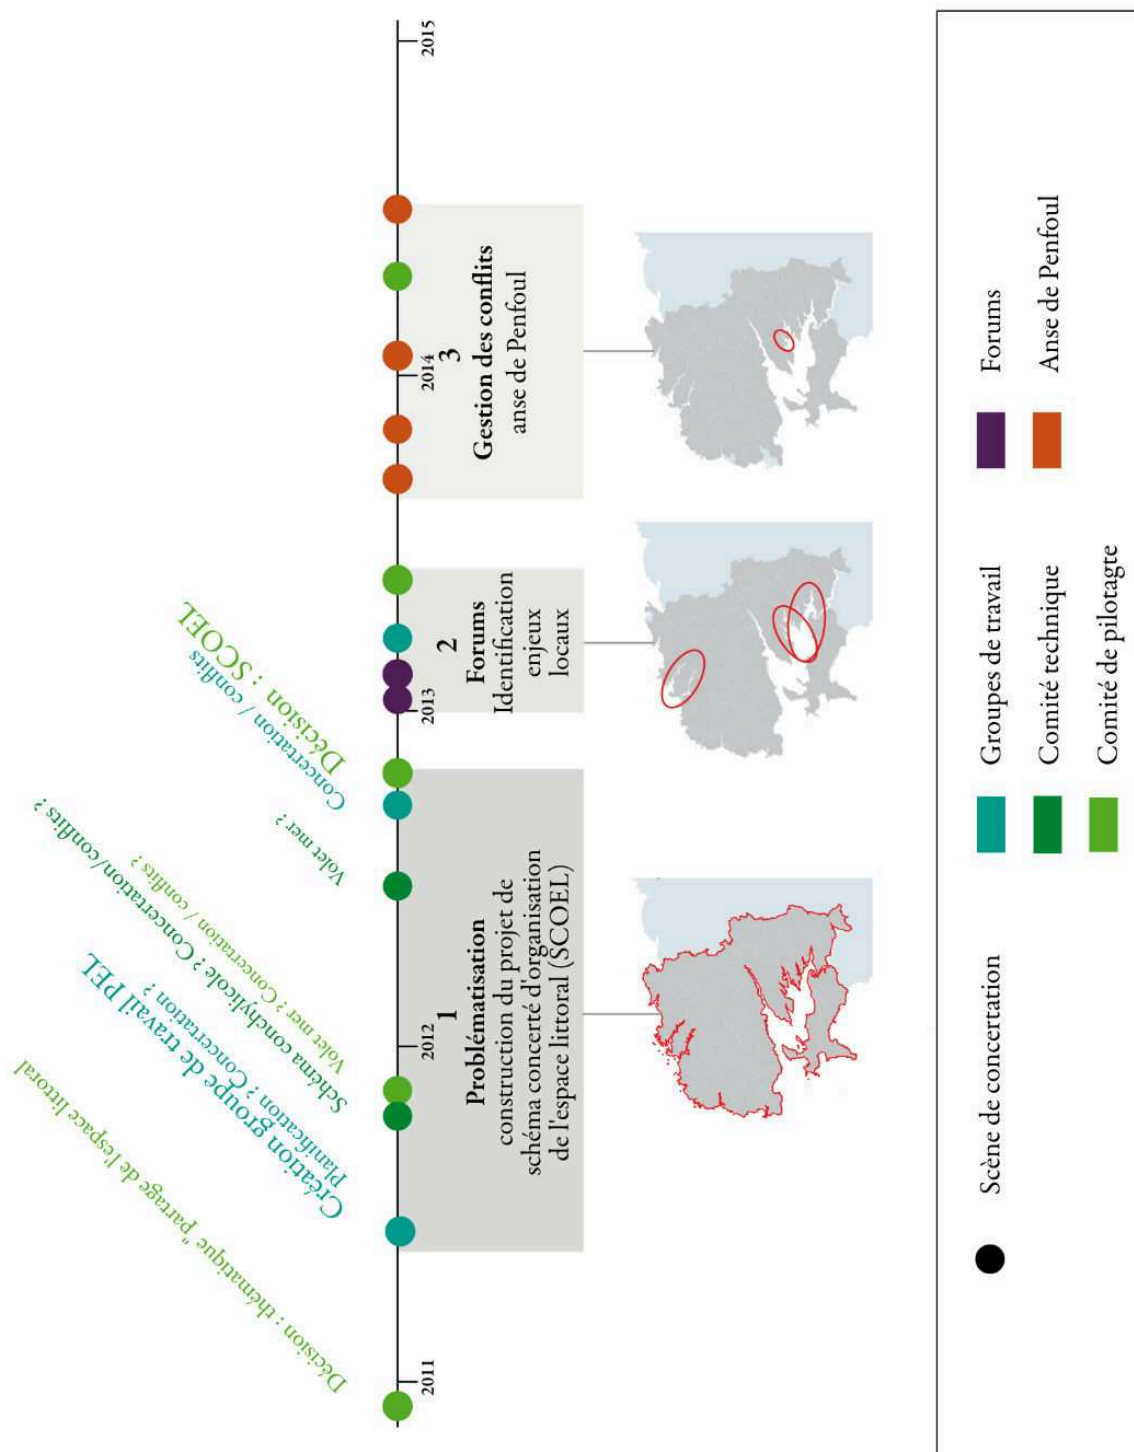 Décision : thématique "partage de l'espace littoral
Création groupe de travail PEL
Planification ? Concertation ?
Schéma conchylicole ? Concertation/conflits ?
Volet mer ? Concertation / conflits ?
Volet mer ?
Concertation / conflits
Décision : SCOEL
2011
2012
2013
2014
2015
1
Problématisation
construction du projet de
schéma concerté d'organisation
de l'espace littoral (SCOEL)
2
Forums
Identification
enjeux
locaux
3
Gestion des conflits
anse de Penfoul
Scène de concertation
Groupes de travail
Comité technique
Comité de pilotagte
Forums
Anse de Penfoul